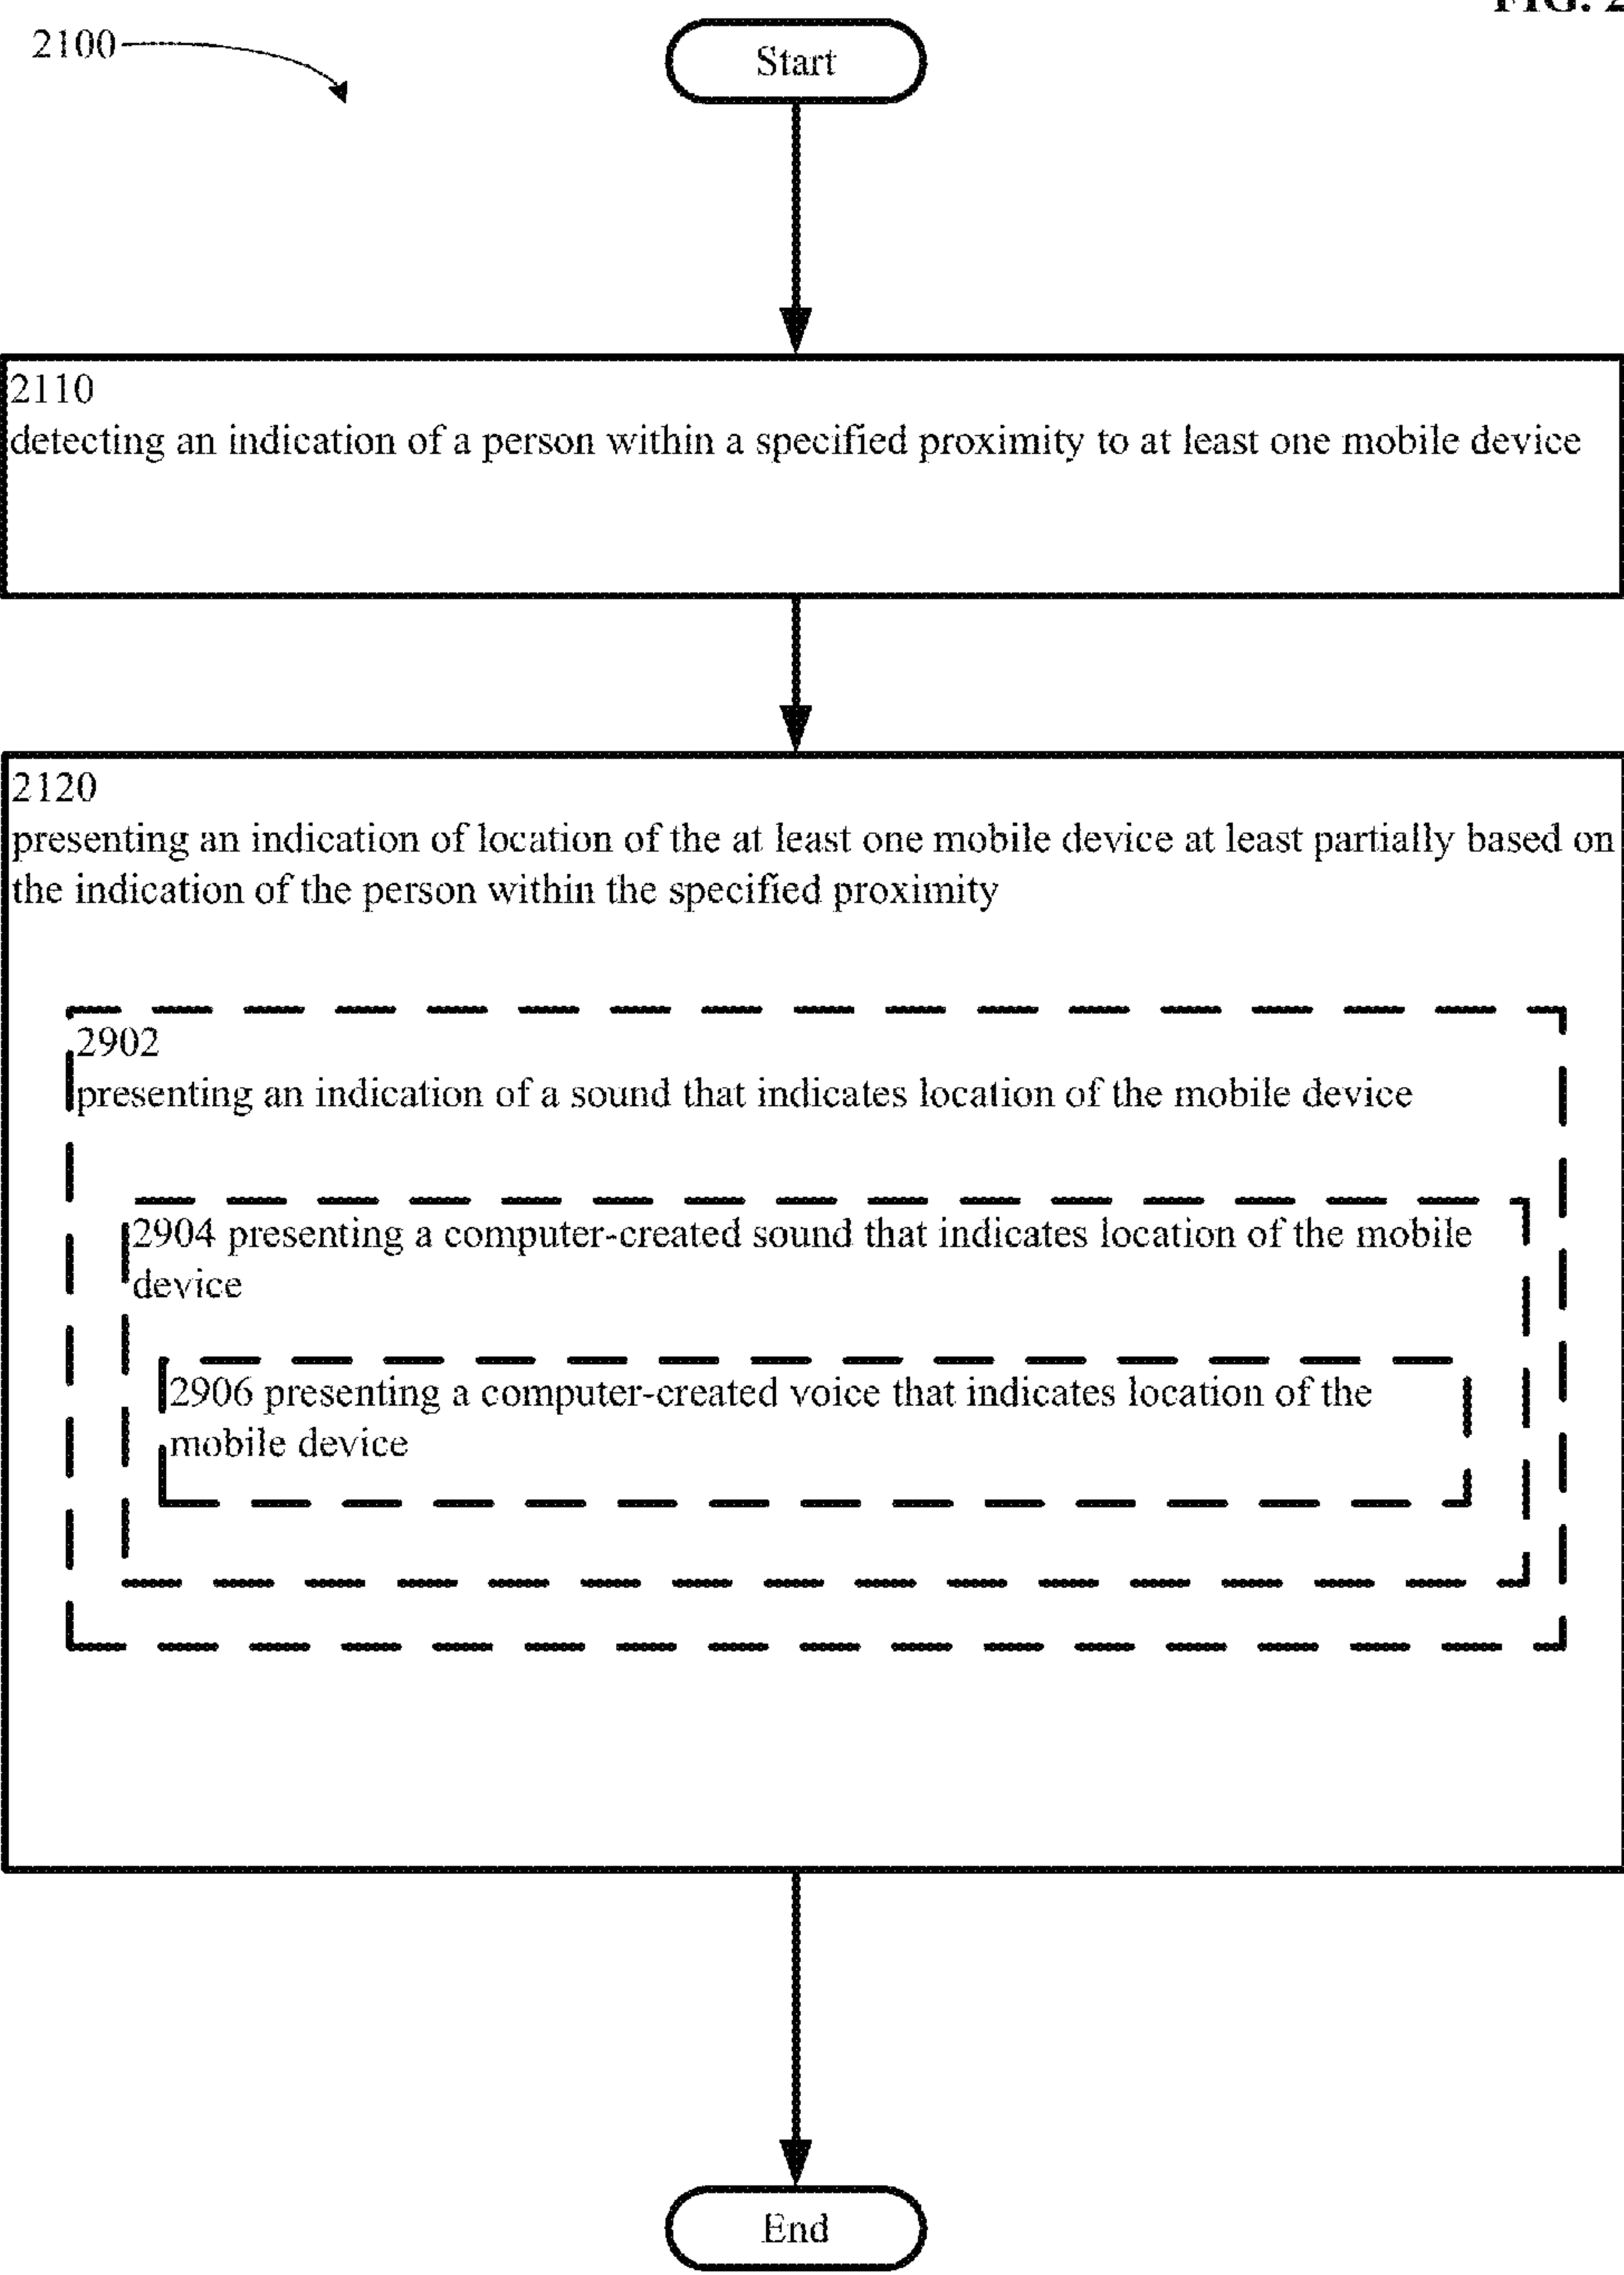 FIG. 2
2100
Start
2110
detecting an indication of a person within a specified proximity to at least one mobile device
2120
presenting an indication of location of the at least one mobile device at least partially based on
the indication of the person within the specified proximity
2902
presenting an indication of a sound that indicates location of the mobile device
2904 presenting a computer-created sound that indicates location of the mobile
device
2906 presenting a computer-created voice that indicates location of the
mobile device
End